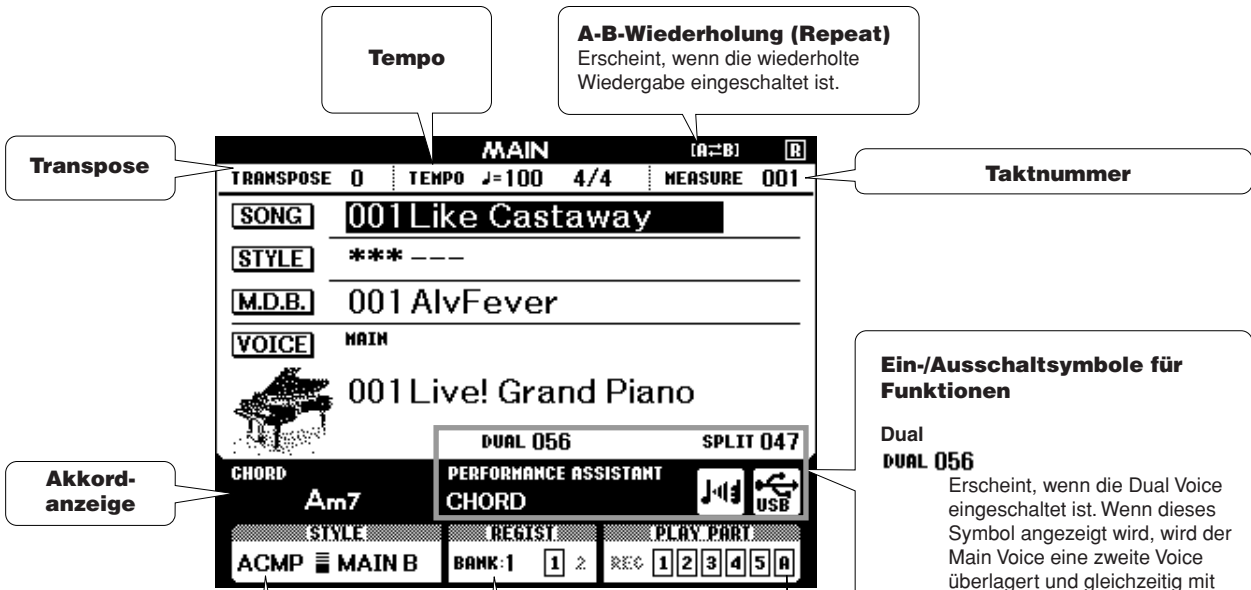 Tempo
A-B-Wiederholung (Repeat)
Erscheint, wenn die wiederholte
Wiedergabe eingeschaltet ist.
Transpose
MAIN [A⇄B] R
TRANSPOSE 0 TEMPO ♩=100 4/4 MEASURE 001
Taktnummer
SONG 001 Like Castaway
STYLE *** ---
M.D.B. 001 AlvFever
VOICE MAIN
001 Live! Grand Piano
DUAL 056 SPLIT 047
Akkord-
anzeige
CHORD PERFORMANCE ASSISTANT
Am7 CHORD USB
STYLE REGIST PLAY PART
ACMP MAIN B BANK:1 1 2 REC 1 2 3 4 5 A
Ein-/Ausschaltsymbole für
Funktionen
Dual
DUAL 056
Erscheint, wenn die Dual Voice
eingeschaltet ist. Wenn dieses
Symbol angezeigt wird, wird der
Main Voice eine zweite Voice
überlagert und gleichzeitig mit